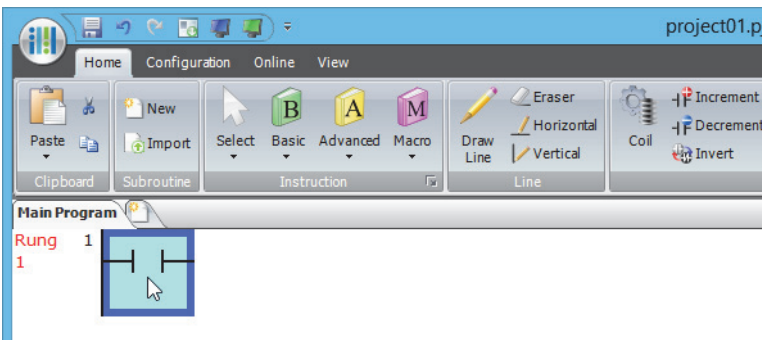 project01.p
Home Configuration Online View
Paste
New
Import
Select Basic Advanced Macro
B A M
Draw Line
Eraser
Horizontal
Vertical
Coil
Increment
Decrement
Invert
Clipboard Subroutine Instruction Line
Main Program
Rung 1
1